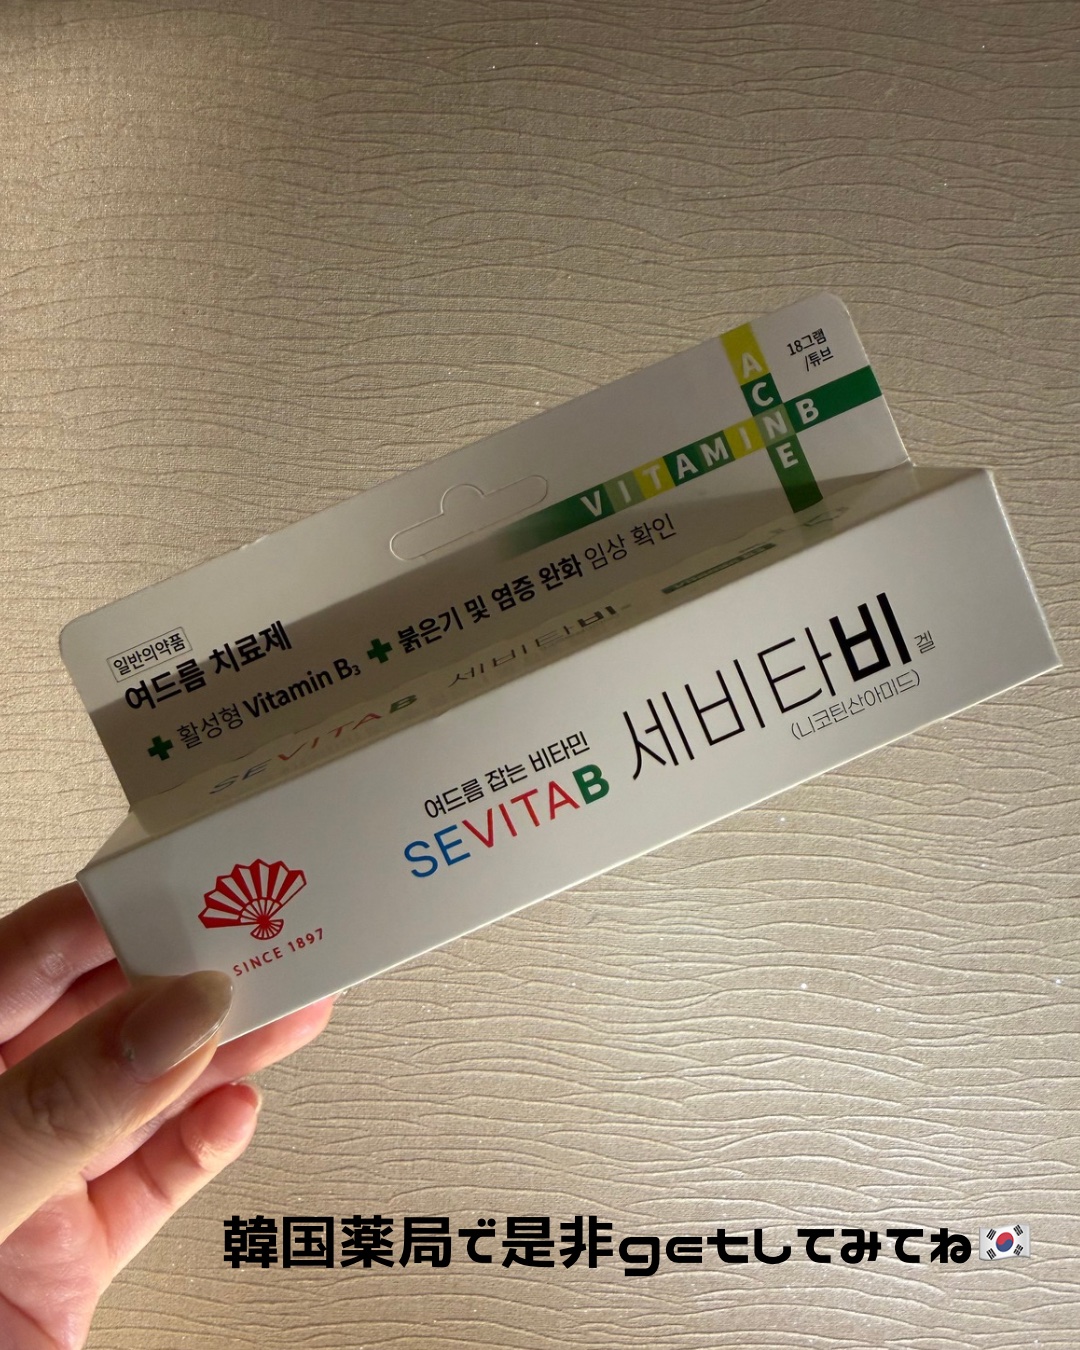 18그램
/튜브
ACNE
VITAMIN B
일반의약품
여드름 치료제
활성형 Vitamin B₃ ✚ 붉은기 및 염증 완화 임상 확인
SEVITAB 세비타비
여드름 잡는 비타민
SEVITAB 세비타비 겔
(니코틴산아미드)
SINCE 1897
韓国薬局で是非getしてみてね🇰🇷